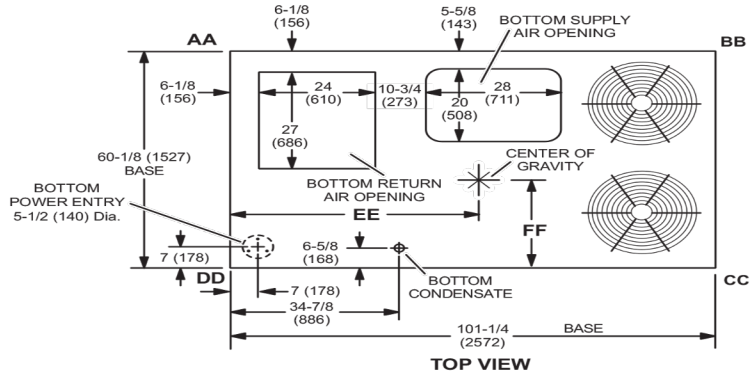 6-1/8
(156)
5-5/8
(143)
BOTTOM SUPPLY
AIR OPENING
AA
BB
6-1/8
(156)
24
(610)
10-3/4
(273)
28
(711)
20
(508)
27
(686)
60-1/8 (1527)
BASE
CENTER OF
GRAVITY
BOTTOM
POWER ENTRY
5-1/2 (140) Dia.
BOTTOM RETURN
AIR OPENING
EE
FF
6-5/8
(168)
7 (178)
DD
CC
7 (178)
BOTTOM
CONDENSATE
34-7/8
(886)
101-1/4
(2572)
BASE
TOP VIEW